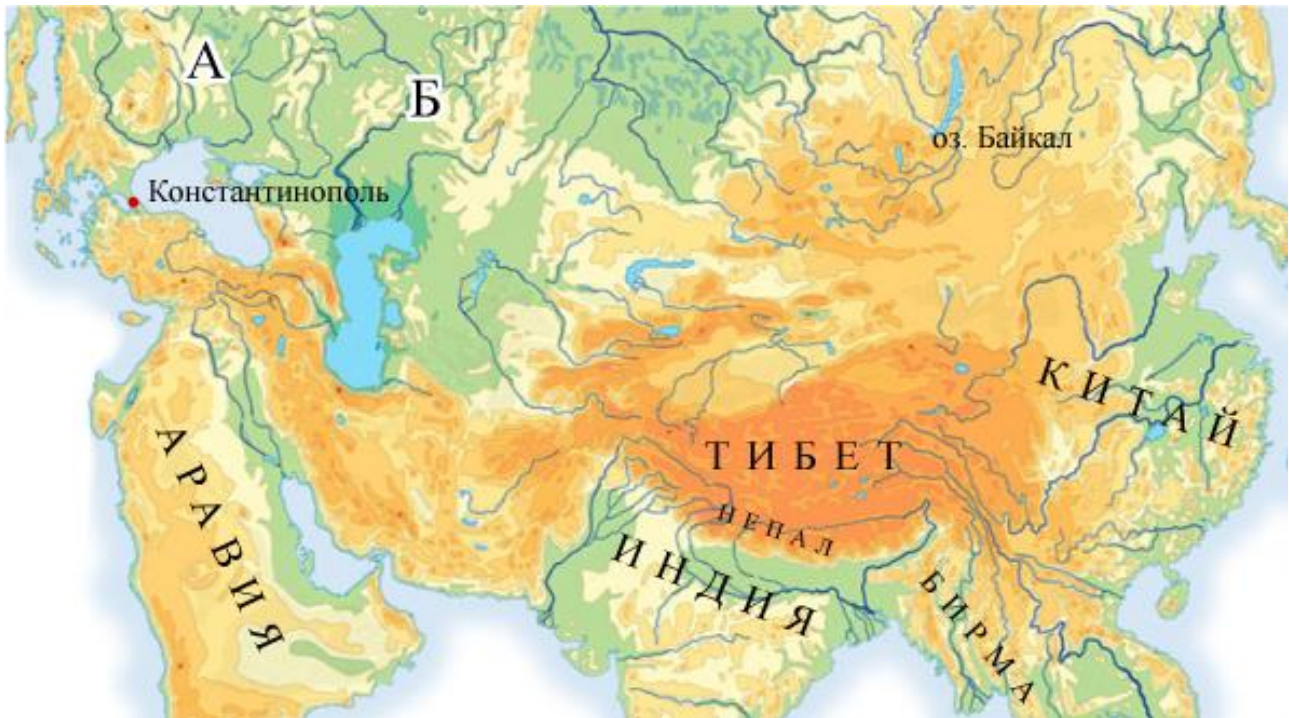 А
Б
оз. Байкал
Константинополь
КИТАЙ
ТИБЕТ
АРАВИЯ
НЕПАЛ
ИНДИЯ
БИРМА